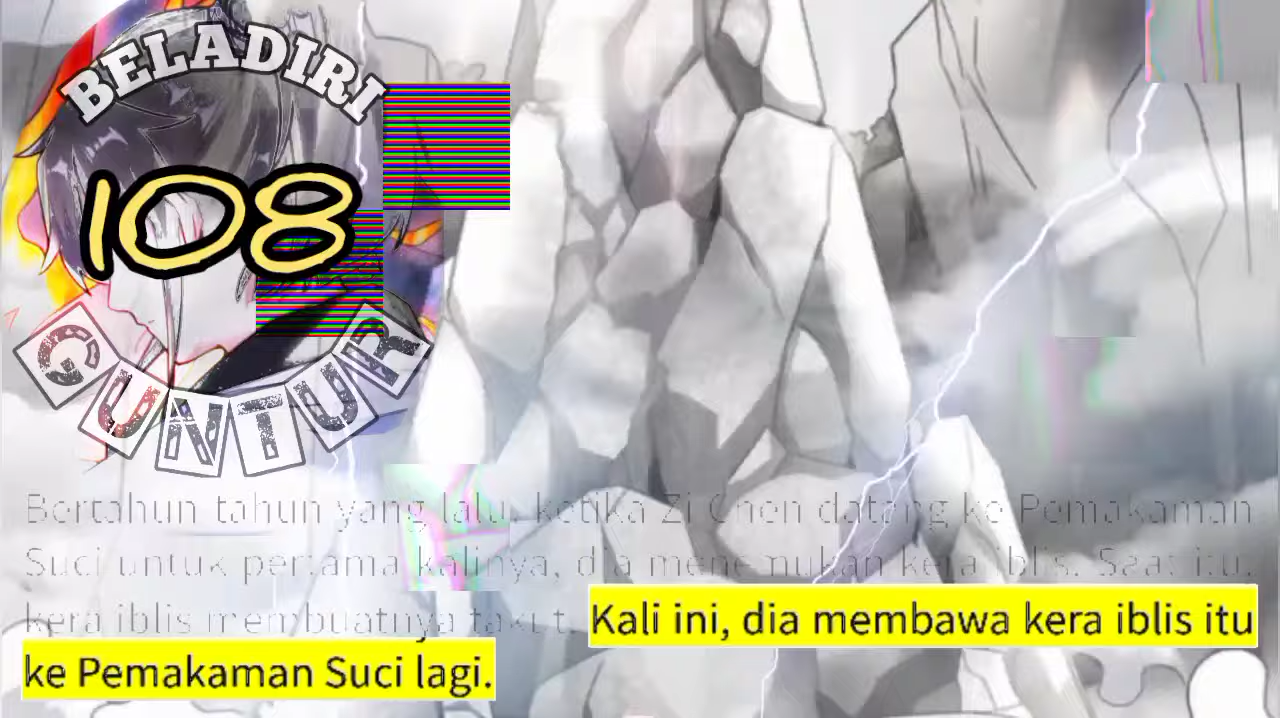 BELADIRI
108
GUNTUR
Bertahun tahun yang lalu, ketika Zi Chen datang ke Pemakaman
Suci untuk pertama kalinya, dia menemukan kera iblis. Saat itu,
kera iblis membuatnya takut. Kali ini, dia membawa kera iblis itu
ke Pemakaman Suci lagi.